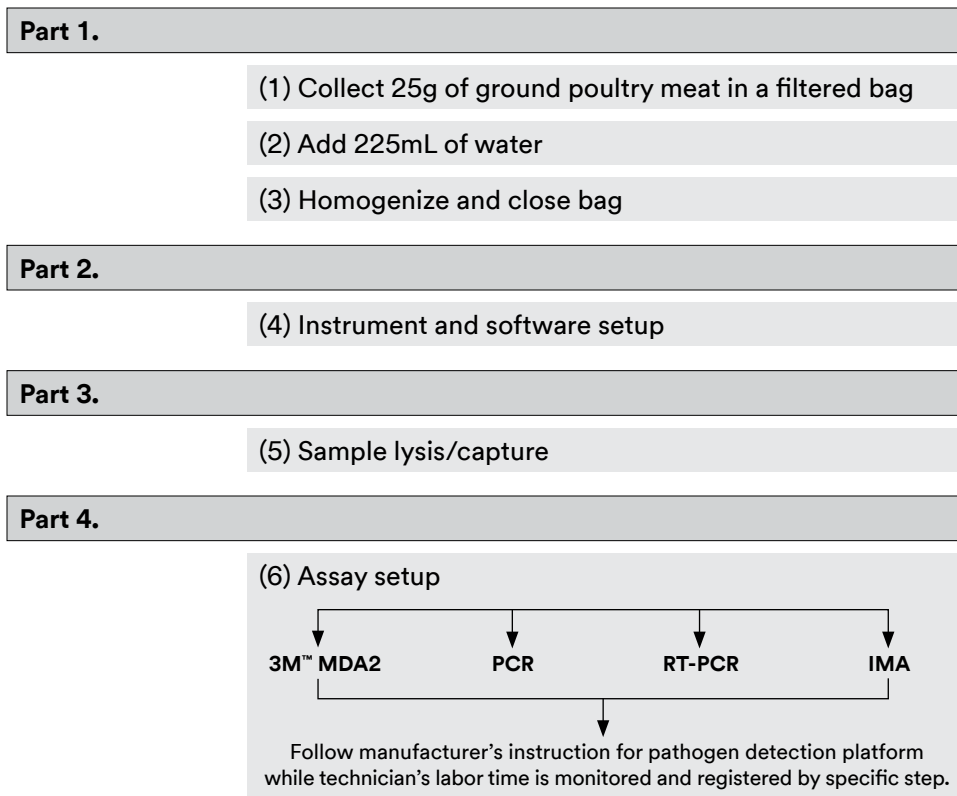 Part 1.
(1) Collect 25g of ground poultry meat in a filtered bag
(2) Add 225mL of water
(3) Homogenize and close bag
Part 2.
(4) Instrument and software setup
Part 3.
(5) Sample lysis/capture
Part 4.
(6) Assay setup
3M™ MDA2 PCR RT-PCR IMA
Follow manufacturer’s instruction for pathogen detection platform
while technician’s labor time is monitored and registered by specific step.